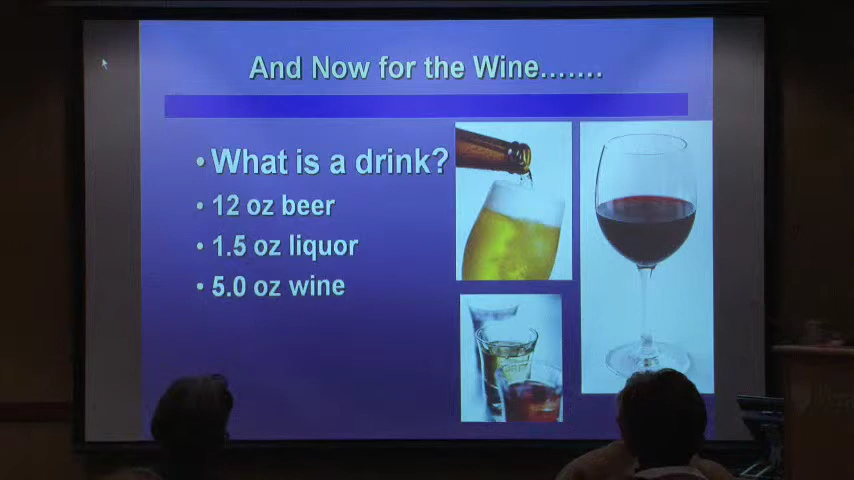 And Now for the Wine.......
• What is a drink?
• 12 oz beer
• 1.5 oz liquor
• 5.0 oz wine